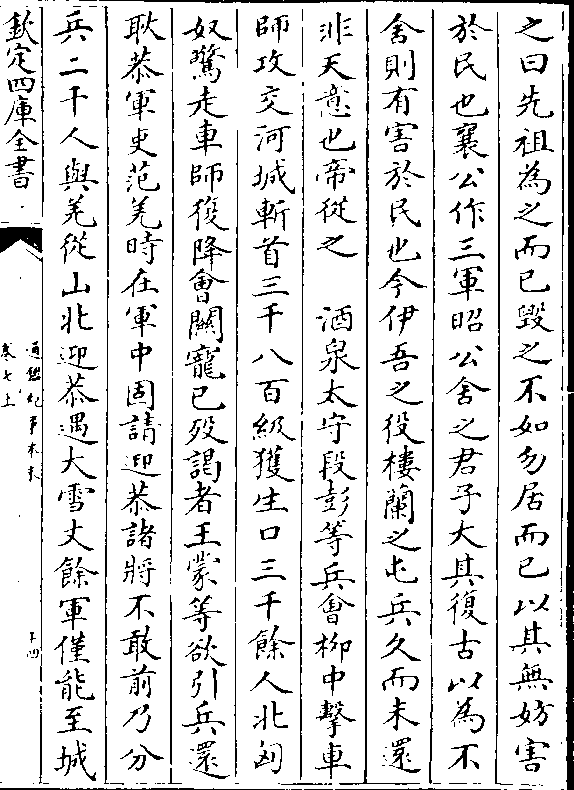 之曰先祖為之而已毀之不如勿居而已以其無妨害
於民也襄公作三軍昭公舍之君子大其復古以為不
舍則有害於民也今伊吾之役樓蘭之屯兵久而未還
非天意也帝從之　酒泉太守段彭等兵會柳中擊車
師攻交河城斬首三千八百級獲生口三千餘人北匈
奴驚走車師復降會關寵已歿謁者王蒙等欲引兵還
耿恭軍吏范羌時在軍中固請迎恭諸將不敢前乃分
兵二千人與羌從山北迎恭遇大雪丈餘軍僅能至城
欽定四庫全書
通鑑紀事本末
卷七上
十四